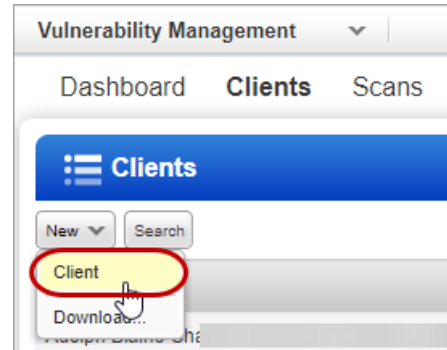 Vulnerability Management
Dashboard Clients Scans
Clients
New Search
Client
Download...